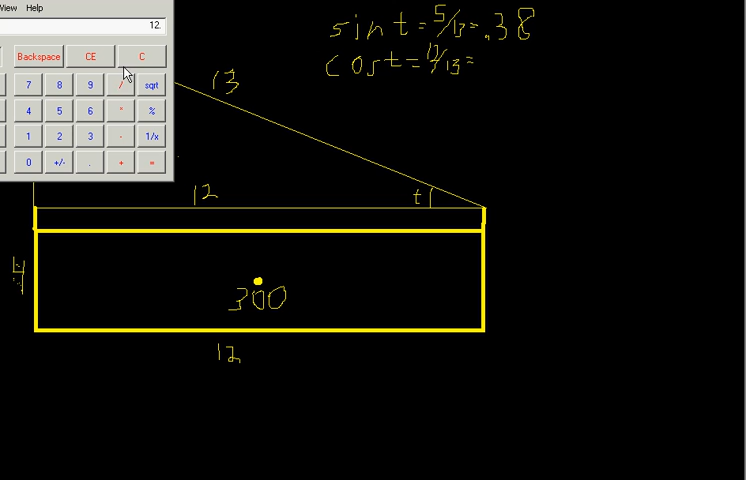 View Help
12.
Backspace CE C
7 8 9 / sqrt
4 5 6 * %
1 2 3 - 1/x
0 +/- . + =
sin t = 5/13 = .38
cos t = 12/13 =
13
12
t
4
300
12